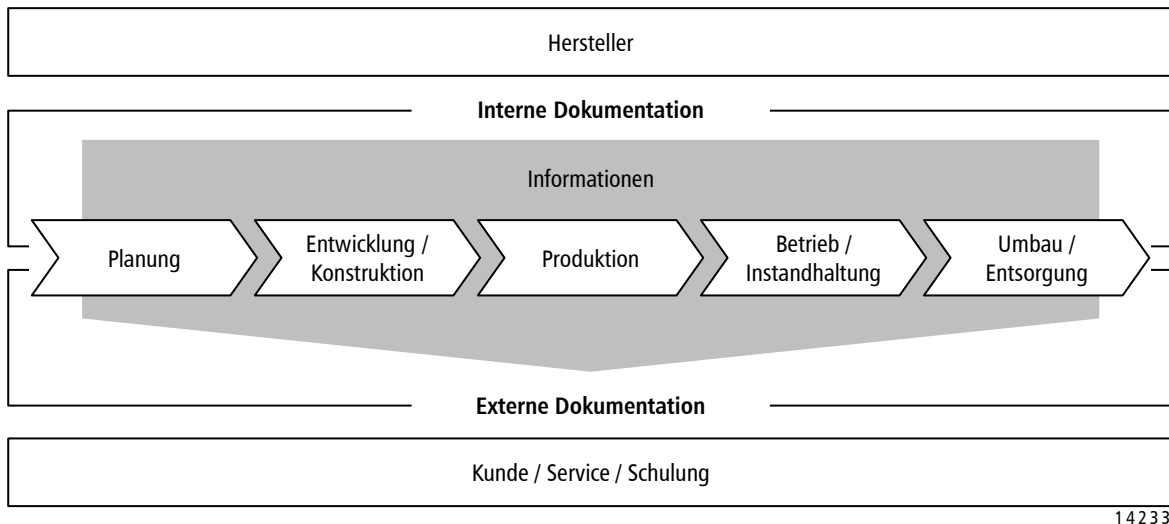 Hersteller
Interne Dokumentation
Informationen
Planung
Entwicklung /
Konstruktion
Produktion
Betrieb /
Instandhaltung
Umbau /
Entsorgung
Externe Dokumentation
Kunde / Service / Schulung
14233